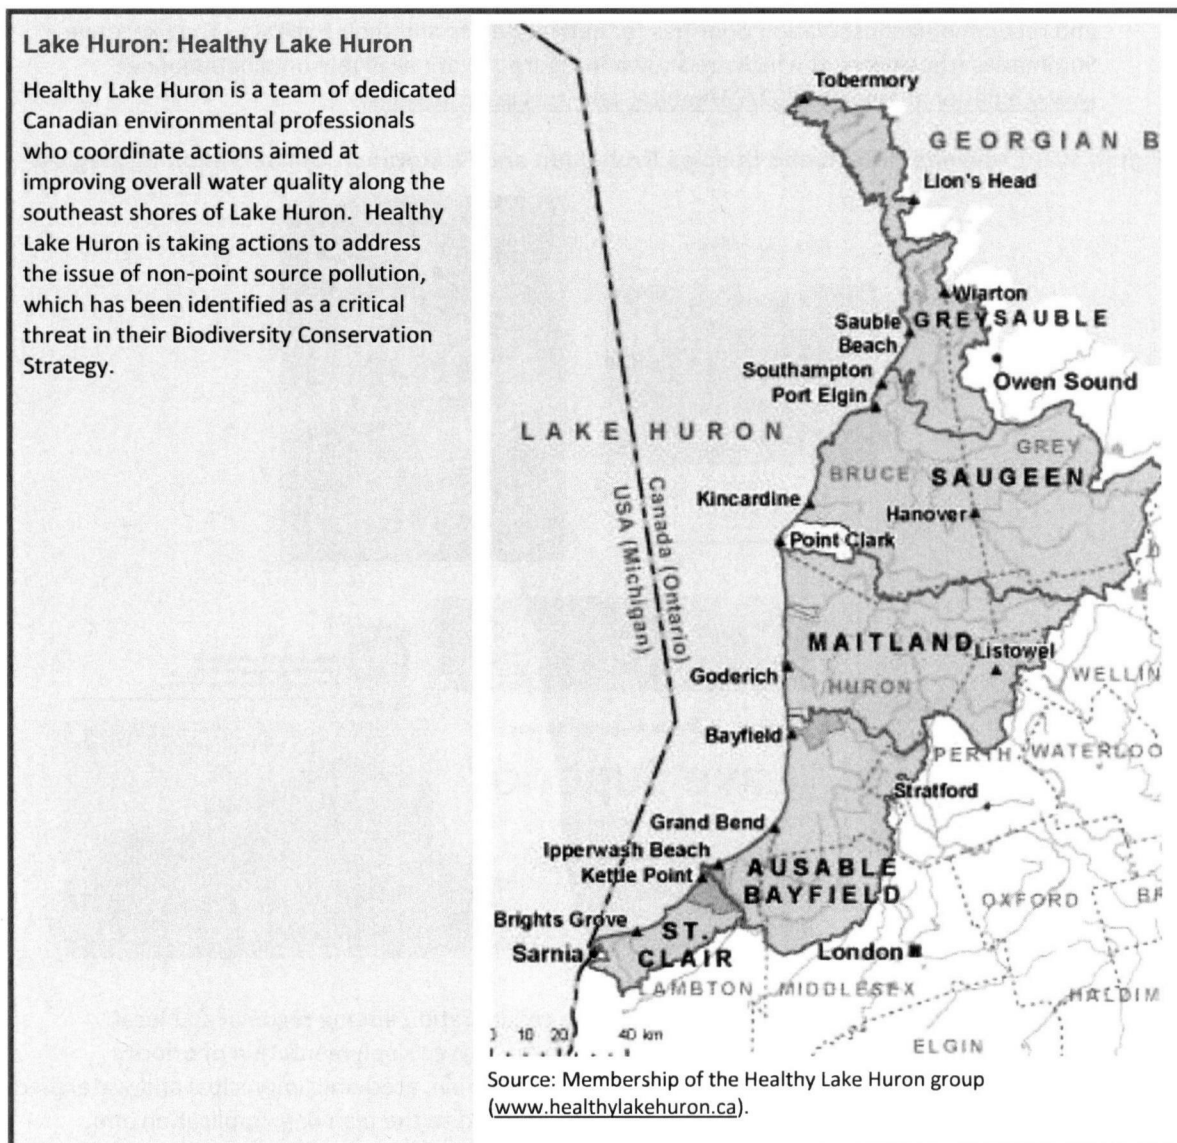 Lake Huron: Healthy Lake Huron
Healthy Lake Huron is a team of dedicated
Canadian environmental professionals
who coordinate actions aimed at
improving overall water quality along the
southeast shores of Lake Huron. Healthy
Lake Huron is taking actions to address
the issue of non-point source pollution,
which has been identified as a critical
threat in their Biodiversity Conservation
Strategy.
Tobermory
GEORGIAN B
Lion's Head
Wiarton
GREY SAUBLE
Sauble
Beach
Southampton
Port Elgin
Owen Sound
LAKE HURON
GREY
BRUCE
SAUGEEN
Kincardine
Hanover
Point Clark
Canada (Ontario)
USA (Michigan)
MAITLAND
Listowel
Goderich
HURON
WELLIN
Bayfield
PERTH
WATERLOO
Stratford
Grand Bend
Ipperwash Beach
Kettle Point
AUSABLE
BAYFIELD
OXFORD
Brights Grove
ST.
CLAIR
Sarnia
London
LAMBTON
MIDDLESEX
HALDIM
0 10 20 40 km
ELGIN
Source: Membership of the Healthy Lake Huron group
(www.healthylakehuron.ca).